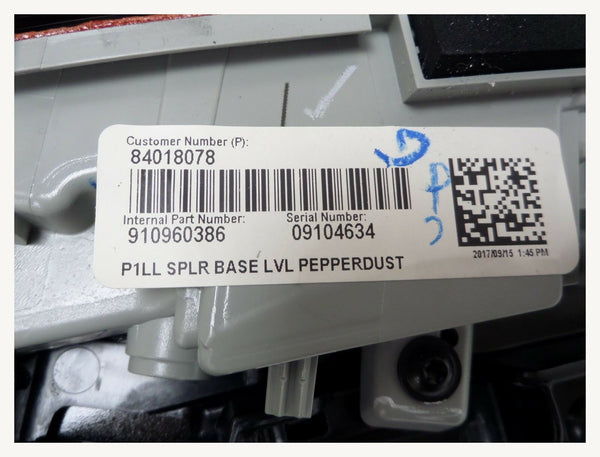 Customer Number (P):
84018078
Internal Part Number:
910960386
Serial Number:
09104634
P1LL SPLR BASE LVL PEPPERDUST
2017/09/15 1:45 PM